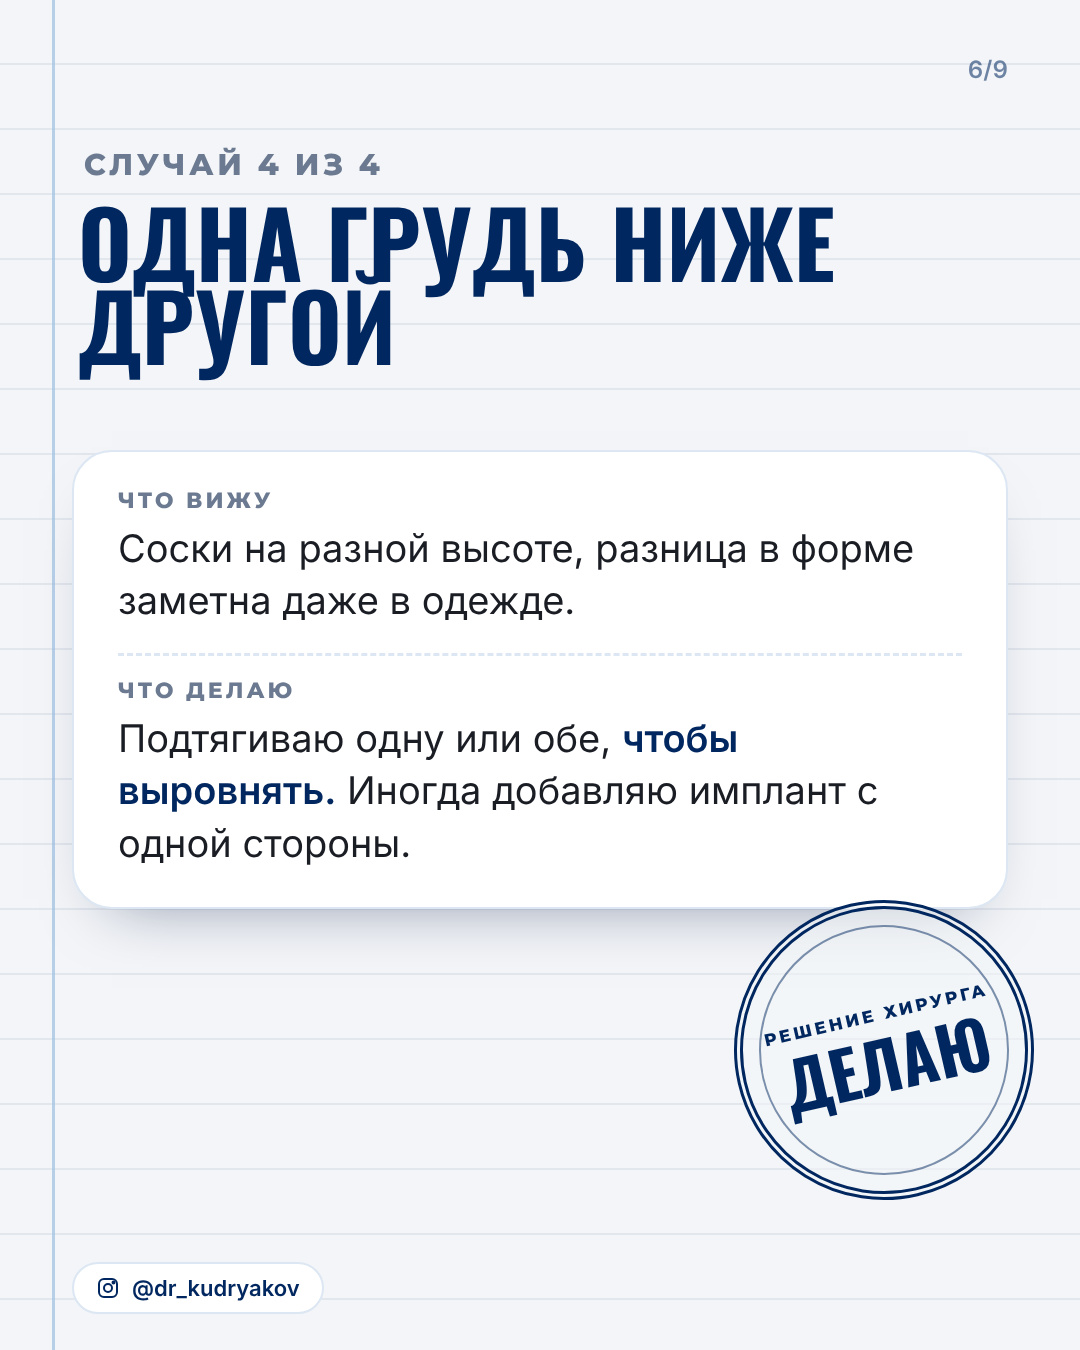 6/9
СЛУЧАЙ 4 ИЗ 4
ОДНА ГРУДЬ НИЖЕ
ДРУГОЙ
ЧТО ВИЖУ
Соски на разной высоте, разница в форме
заметна даже в одежде.
ЧТО ДЕЛАЮ
Подтягиваю одну или обе, чтобы
выровнять. Иногда добавляю имплант с
одной стороны.
РЕШЕНИЕ ХИРУРГА
ДЕЛАЮ
@dr_kudryakov